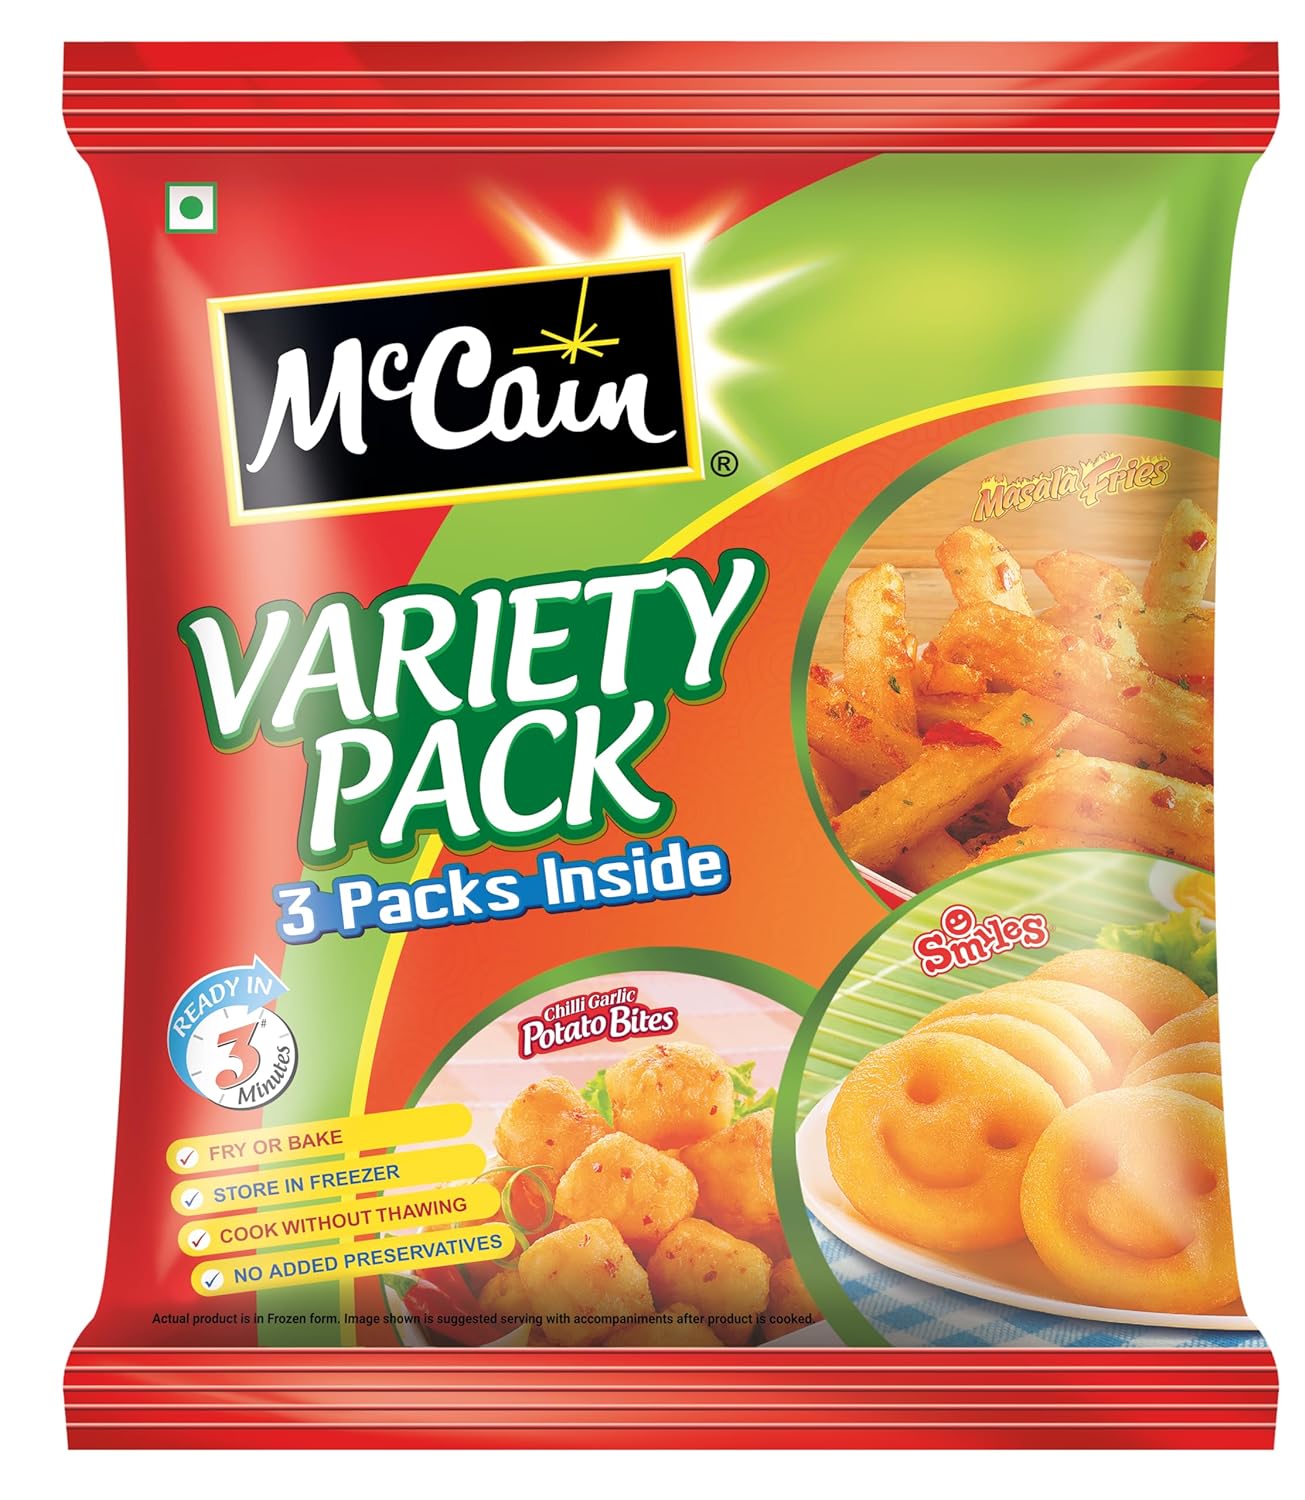 McCain
®
Masala Fries
VARIETY
PACK
3 Packs Inside
Smiles
Chilli Garlic
Potato Bites
READY IN
3#
Minutes
FRY OR BAKE
STORE IN FREEZER
COOK WITHOUT THAWING
NO ADDED PRESERVATIVES
Actual product is in Frozen form. Image shown is suggested serving with accompaniments after product is cooked.